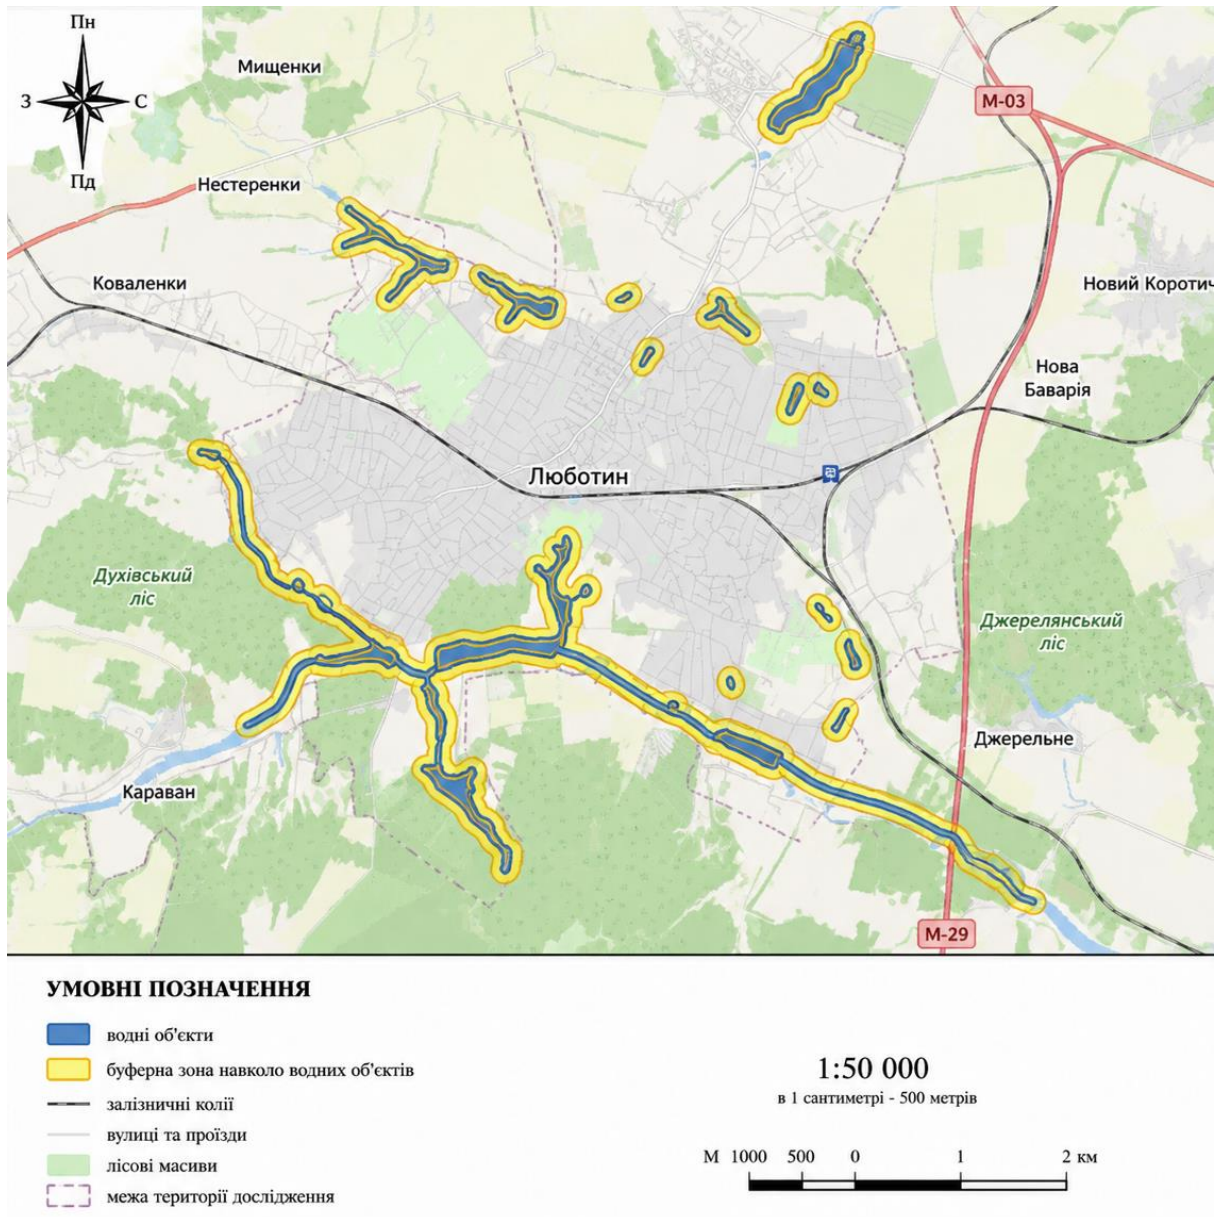 Пн
З
С
Пд
Мищенки
М-03
Нестеренки
Коваленки
Новий Коротич
Нова
Баварія
Люботин
Духівський
ліс
Джерелянський
ліс
Джерельне
Караван
М-29
УМОВНІ ПОЗНАЧЕННЯ
водні об'єкти
буферна зона навколо водних об'єктів
залізничні колії
вулиці та проїзди
лісові масиви
межа території дослідження
1:50 000
в 1 сантиметрі - 500 метрів
М 1000 500 0 1 2 км